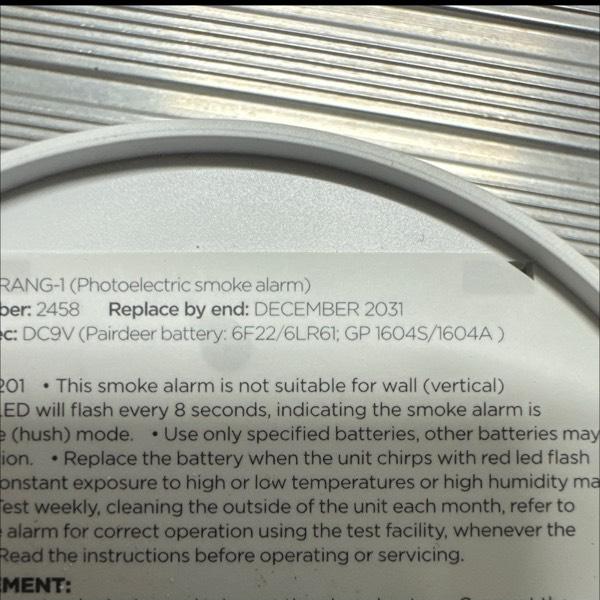 RANG-1 (Photoelectric smoke alarm)
ber: 2458 Replace by end: DECEMBER 2031
ec: DC9V (Pairdeer battery: 6F22/6LR61; GP 1604S/1604A )
201 • This smoke alarm is not suitable for wall (vertical)
LED will flash every 8 seconds, indicating the smoke alarm is
e (hush) mode. • Use only specified batteries, other batteries may
ion. • Replace the battery when the unit chirps with red led flash
onstant exposure to high or low temperatures or high humidity ma
Test weekly, cleaning the outside of the unit each month, refer to
e alarm for correct operation using the test facility, whenever the
Read the instructions before operating or servicing.
MENT: